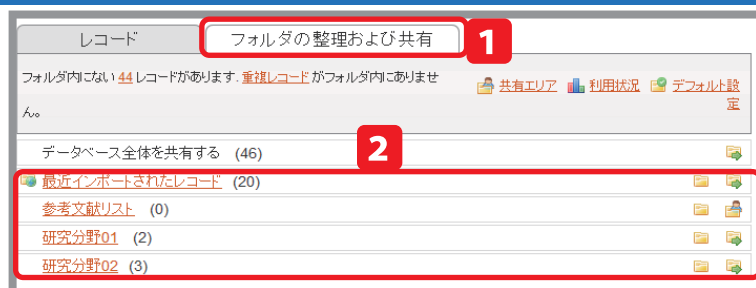 レコード フォルダの整理および共有 1
フォルダ内にない 44 レコードがあります. 重複レコード がフォルダ内にありませ
ん。
共有エリア 利用状況 デフォルト設
定
データベース全体を共有する (46) 2
最近インポートされたレコード (20)
参考文献リスト (0)
研究分野01 (2)
研究分野02 (3)